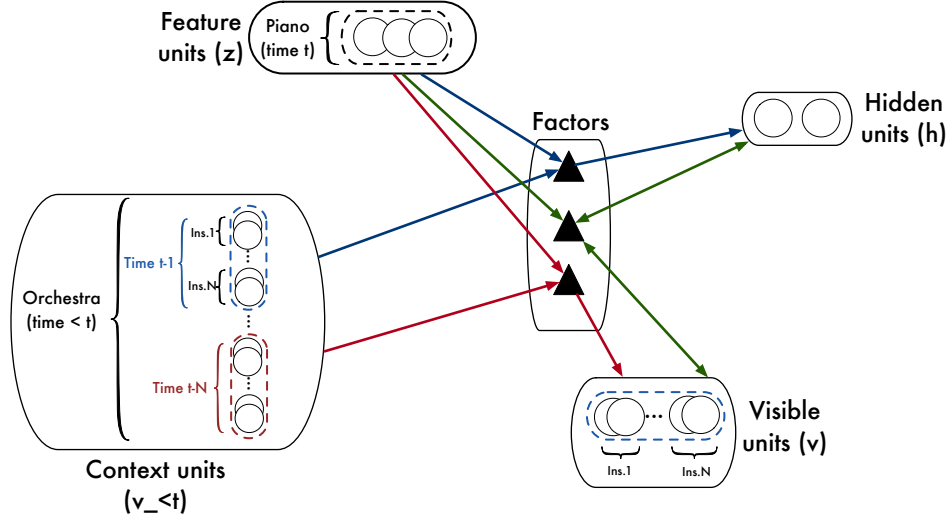 Feature
units (z)
Piano
(time t)
Factors
Hidden
units (h)
Orchestra
(time < t)
Time t-1
Ins.1
Ins.N
Time t-N
Context units
(v_<t)
Visible
units (v)
Ins.1
Ins.N